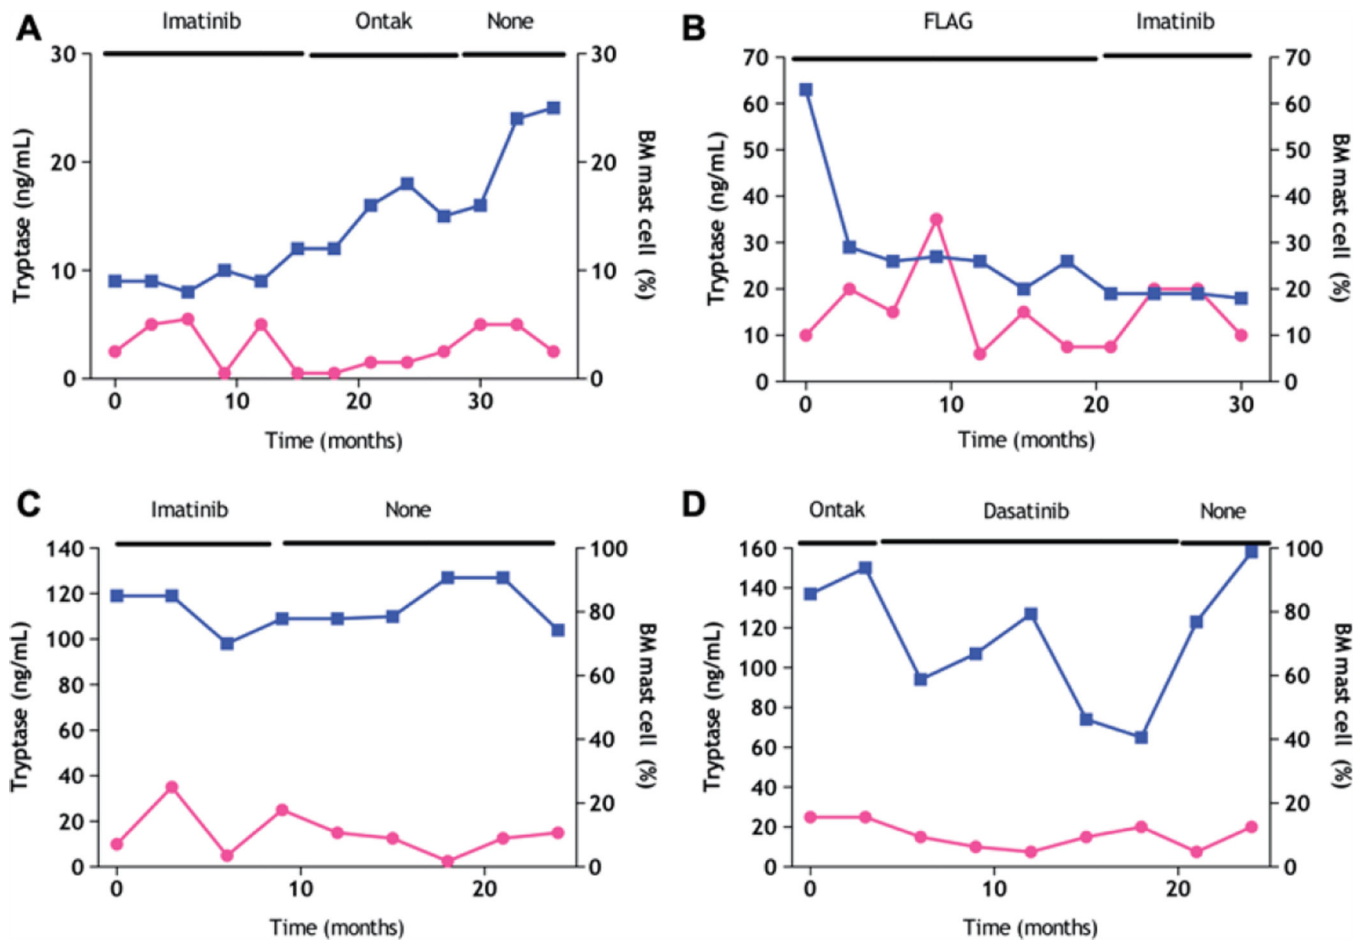 A
Imatinib Ontak None
30 30
20 20
10 10
0 0
Tryptase (ng/mL)
BM mast cell (%)
0 10 20 30
Time (months)
B
FLAG Imatinib
70 70
60 60
50 50
40 40
30 30
20 20
10 10
0 0
Tryptase (ng/mL)
BM mast cell (%)
0 10 20 30
Time (months)
C
Imatinib None
140 100
120
100 80
80 60
60
40 40
20 20
0 0
Tryptase (ng/mL)
BM mast cell (%)
0 10 20
Time (months)
D
Ontak Dasatinib None
160 100
140
120 80
100
80 60
60 40
40
20 20
0 0
Tryptase (ng/mL)
BM mast cell (%)
0 10 20
Time (months)